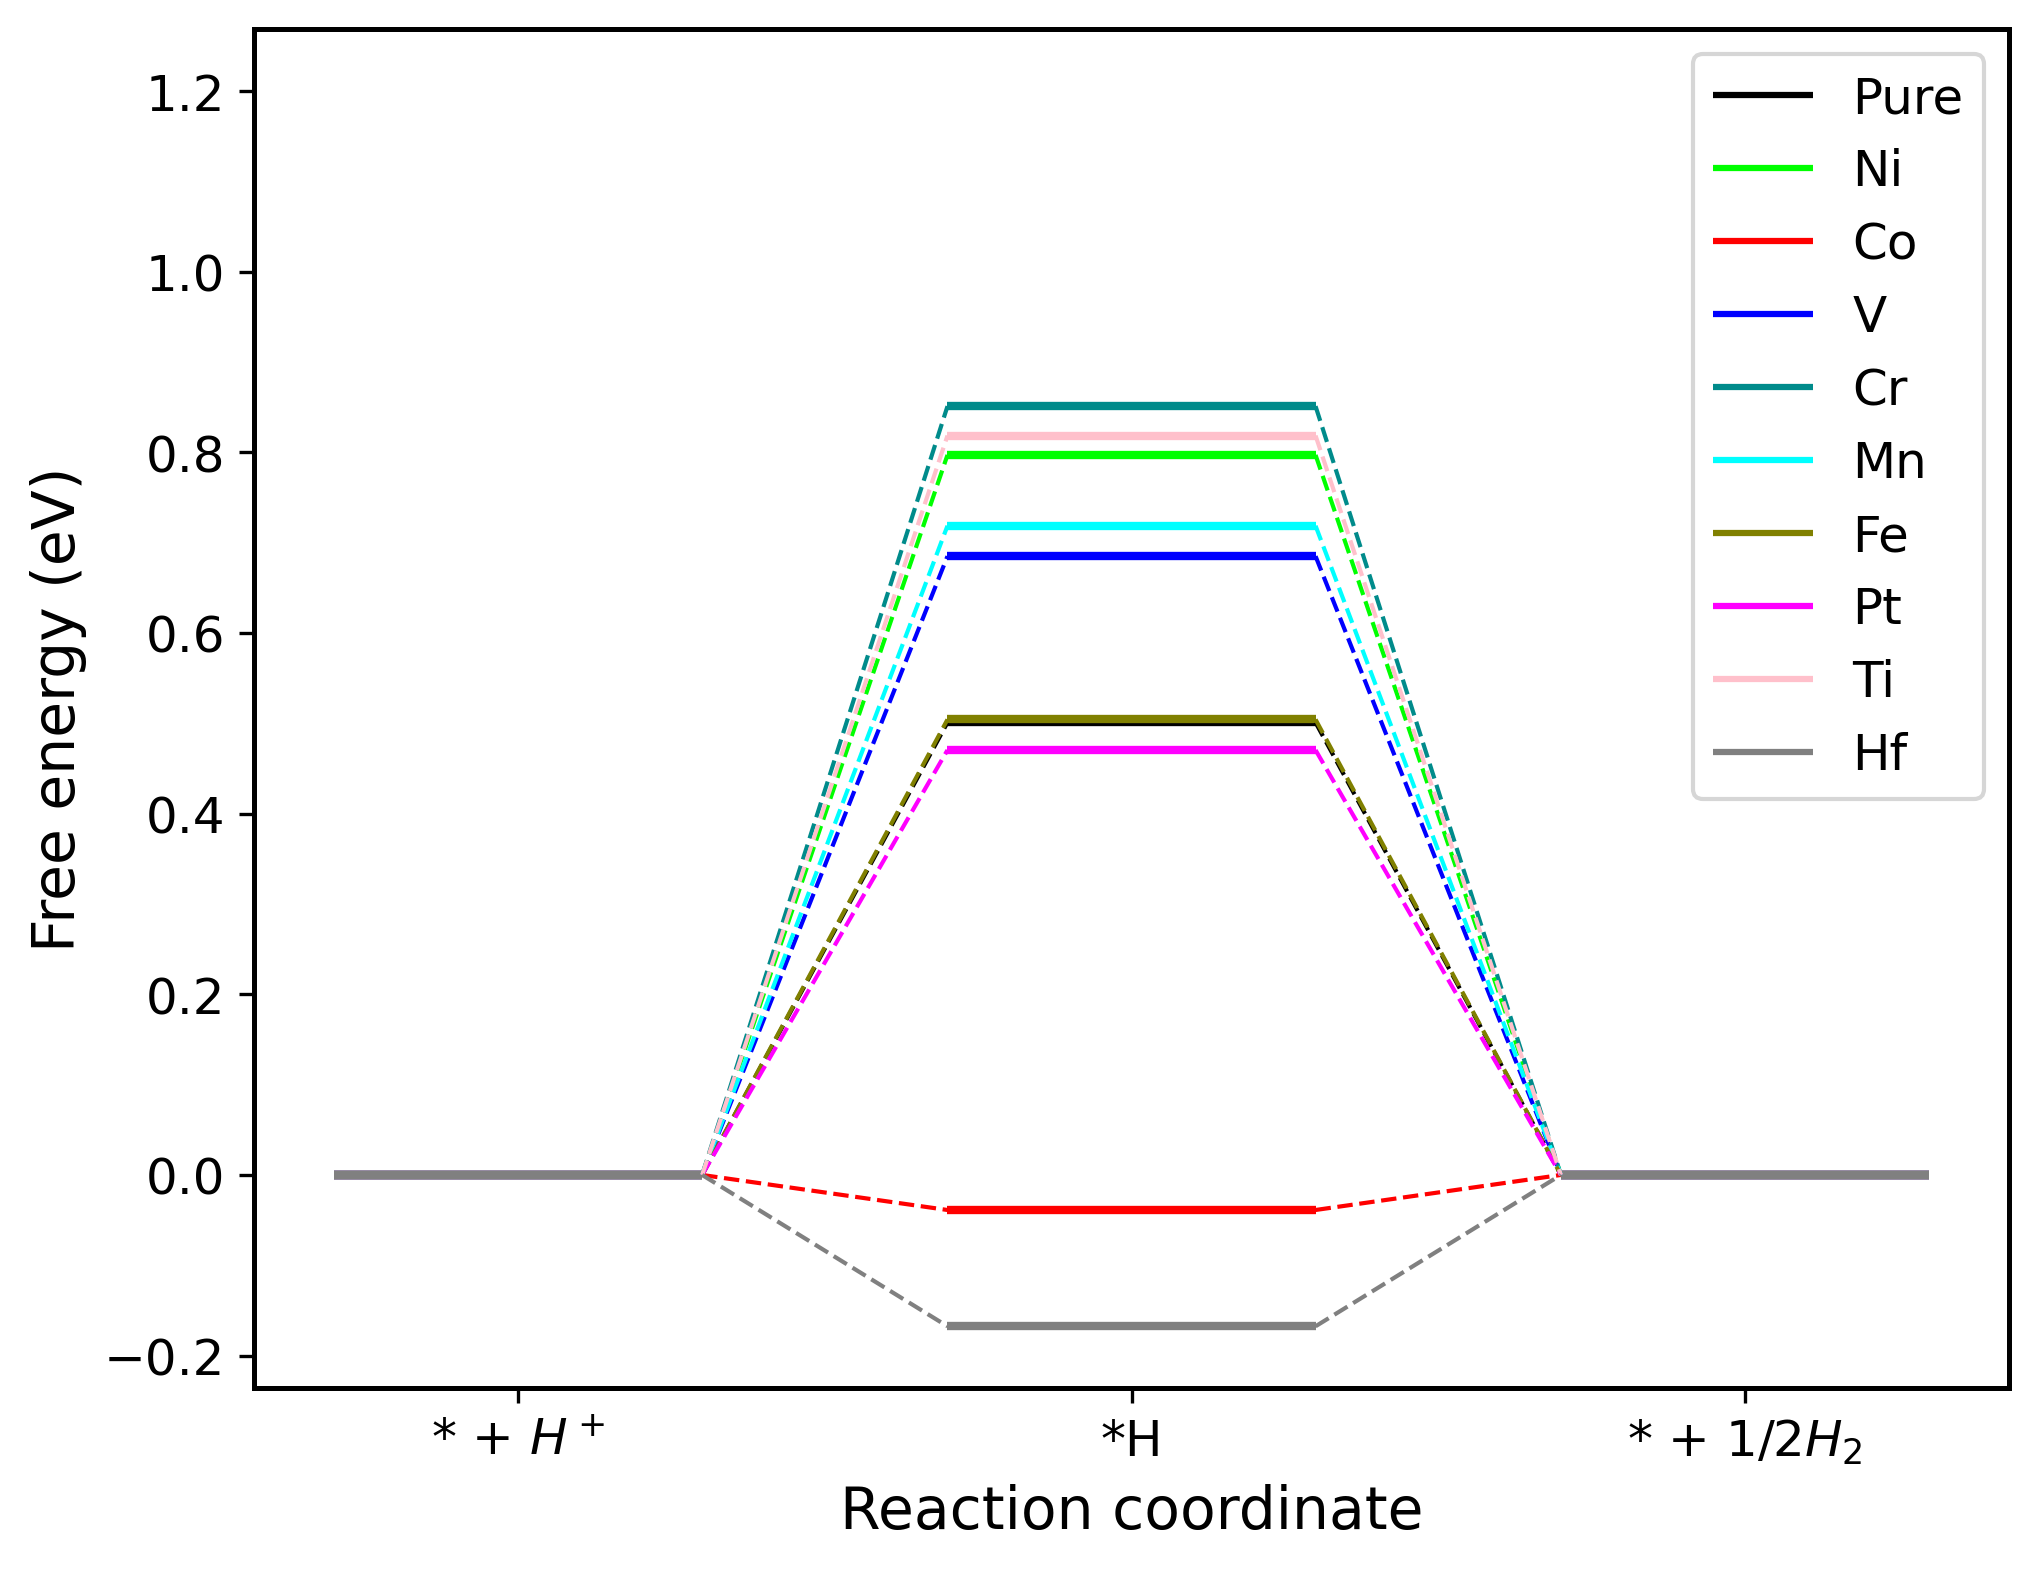 1.2
1.0
0.8
0.6
0.4
0.2
0.0
−0.2
Free energy (eV)
Pure
Ni
Co
V
Cr
Mn
Fe
Pt
Ti
Hf
* + H⁺
*H
* + 1/2H₂
Reaction coordinate